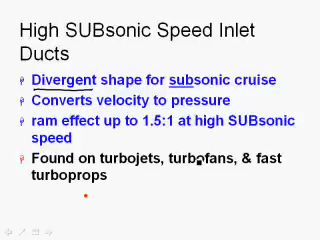 High SUBsonic Speed Inlet
Ducts
Divergent shape for subsonic cruise
Converts velocity to pressure
ram effect up to 1.5:1 at high SUBsonic
speed
Found on turbojets, turbofans, & fast
turboprops